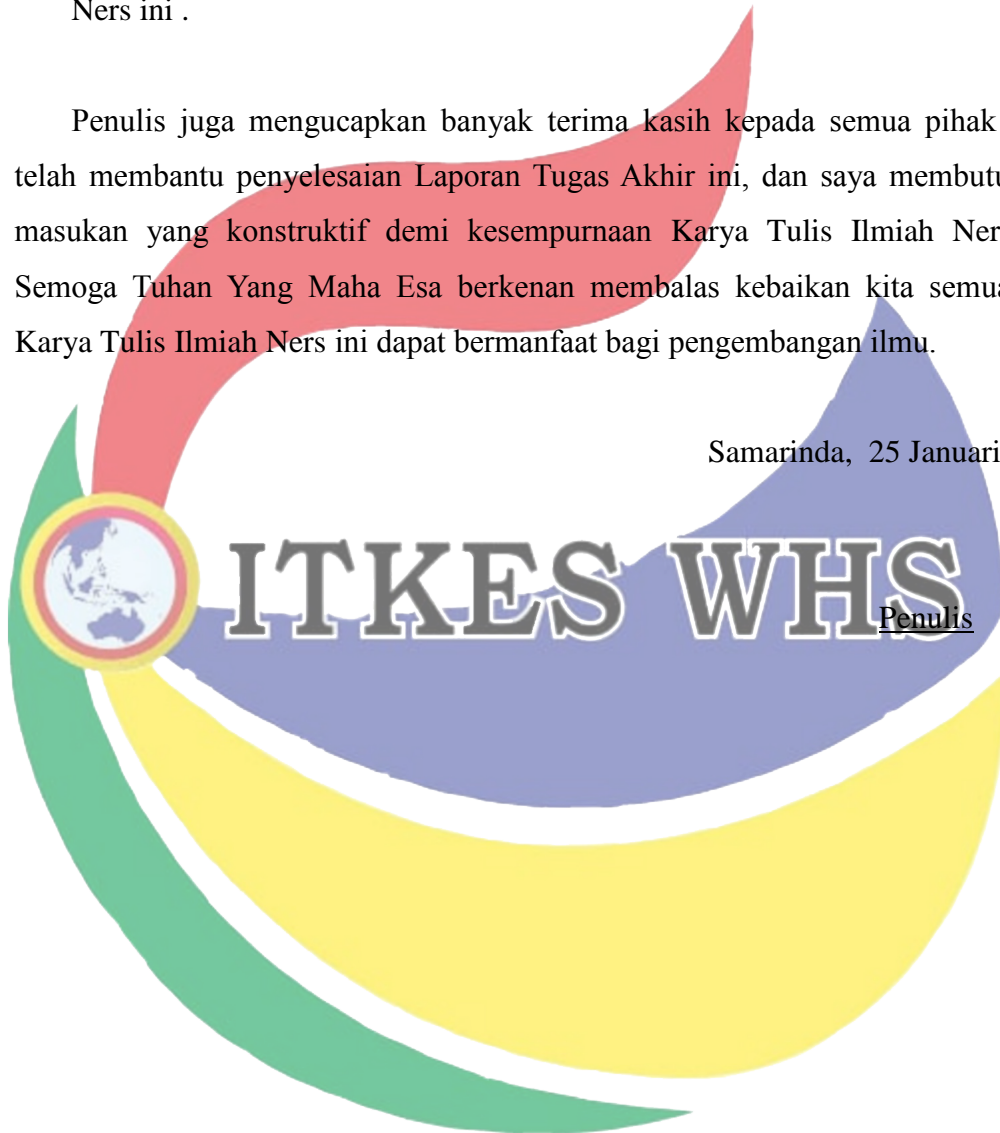 Ners ini .
Penulis juga mengucapkan banyak terima kasih kepada semua pihak
telah membantu penyelesaian Laporan Tugas Akhir ini, dan saya membutu
masukan yang konstruktif demi kesempurnaan Karya Tulis Ilmiah Ners
Semoga Tuhan Yang Maha Esa berkenan membalas kebaikan kita semua
Karya Tulis Ilmiah Ners ini dapat bermanfaat bagi pengembangan ilmu.
Samarinda, 25 Januari
ITKES WHS
Penulis